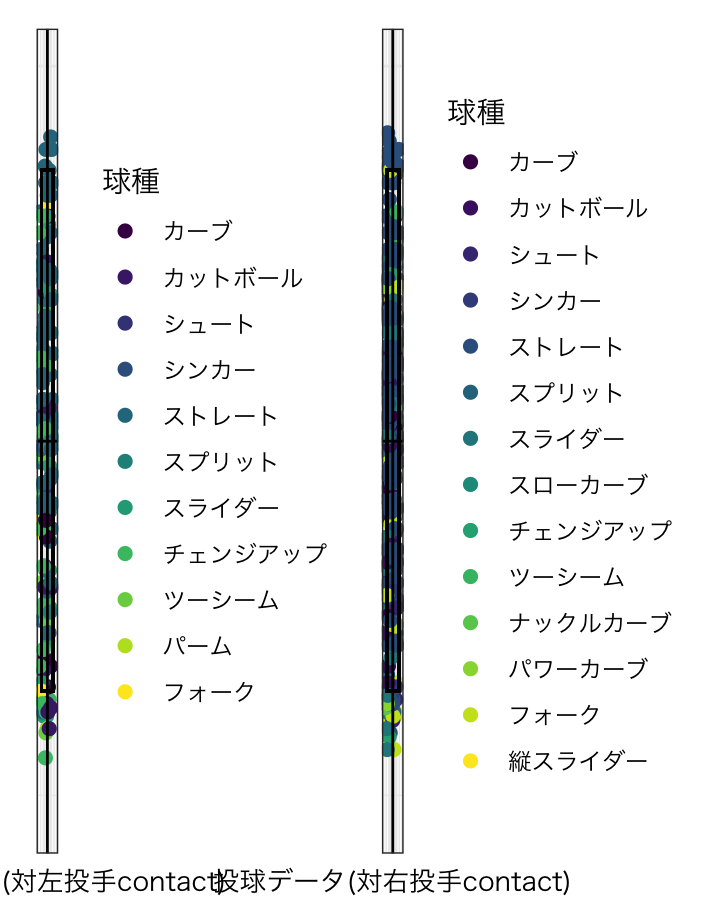 球種
カーブ
カットボール
シュート
シンカー
ストレート
スプリット
スライダー
チェンジアップ
ツーシーム
パーム
フォーク
球種
カーブ
カットボール
シュート
シンカー
ストレート
スプリット
スライダー
スローカーブ
チェンジアップ
ツーシーム
ナックルカーブ
パワーカーブ
フォーク
縦スライダー
(対左投手contact)
投球データ(対右投手contact)